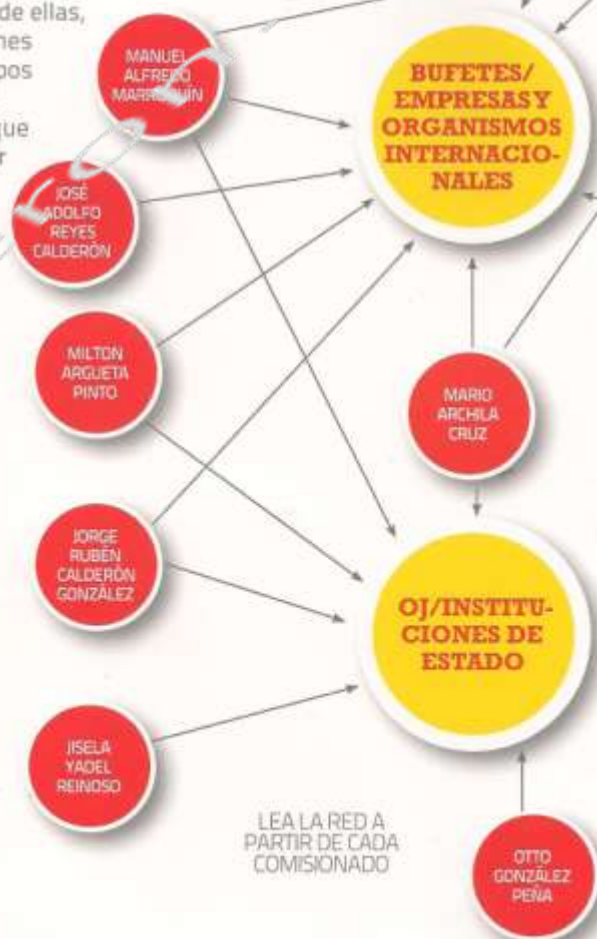 de ellas,
nes
pos
que
r
MANUEL
ALFREDO
MARROQUÍN
BUFETES/
EMPRESAS Y
ORGANISMOS
INTERNACIO-
NALES
JOSÉ
ADOLFO
REYES
CALDERÓN
MILTON
ARGUETA
PINTO
MARIO
ARCHILA
CRUZ
JORGE
RUBÉN
CALDERÓN
GONZÁLEZ
OJ/INSTITU-
CIONES DE
ESTADO
JISELA
YADEL
REINOSO
LEA LA RED A
PARTIR DE CADA
COMISIONADO
OTTO
GONZÁLEZ
PEÑA